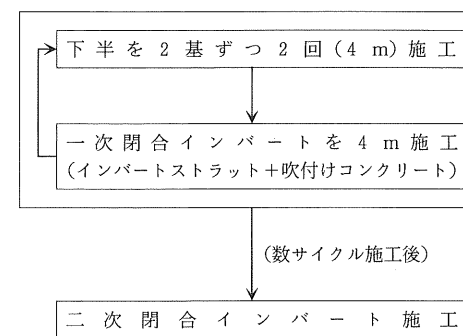 下半を2基ずつ2回(4 m)施工
一次閉合インバートを4 m施工
(インバートストラット+吹付けコンクリート)
(数サイクル施工後)
二次閉合インバート施工